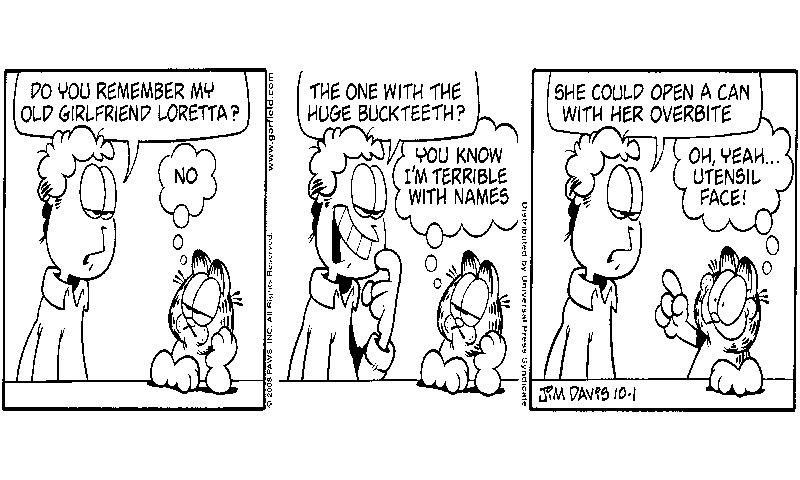 DO YOU REMEMBER MY
OLD GIRLFRIEND LORETTA?
NO
© 2008 PAWS, INC. All Rights Reserved.
www.garfield.com
THE ONE WITH THE
HUGE BUCKTEETH?
YOU KNOW
I'M TERRIBLE
WITH NAMES
Distributed by Universal Press Syndicate
SHE COULD OPEN A CAN
WITH HER OVERBITE
OH, YEAH...
UTENSIL
FACE!
JIM DAVIS 10-1